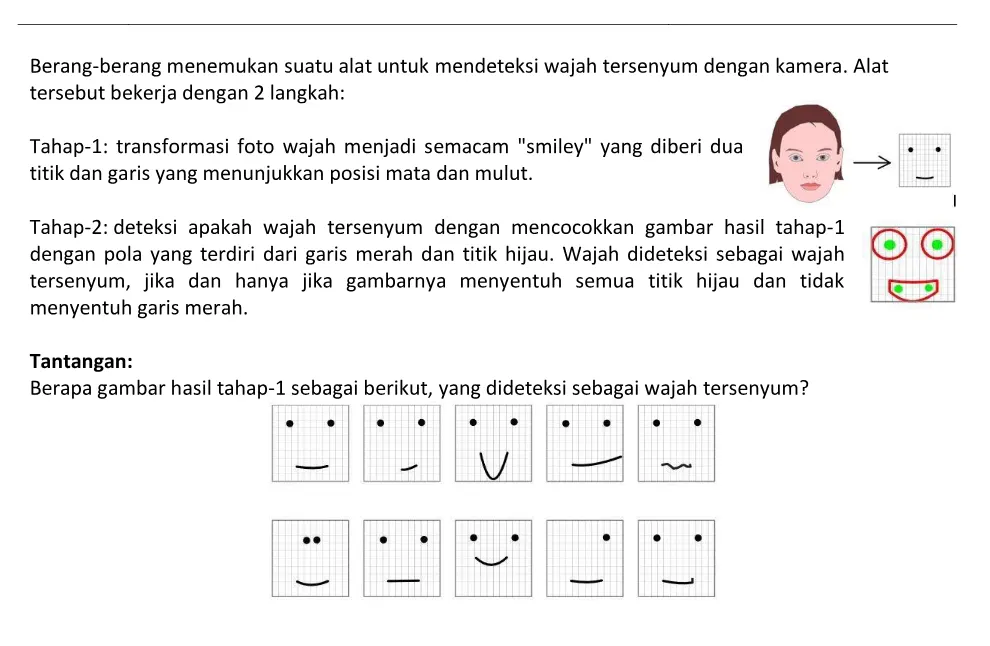 Berang-berang menemukan suatu alat untuk mendeteksi wajah tersenyum dengan kamera. Alat
tersebut bekerja dengan 2 langkah:
Tahap-1: transformasi foto wajah menjadi semacam "smiley" yang diberi dua
titik dan garis yang menunjukkan posisi mata dan mulut.
Tahap-2: deteksi apakah wajah tersenyum dengan mencocokkan gambar hasil tahap-1
dengan pola yang terdiri dari garis merah dan titik hijau. Wajah dideteksi sebagai wajah
tersenyum, jika dan hanya jika gambarnya menyentuh semua titik hijau dan tidak
menyentuh garis merah.
Tantangan:
Berapa gambar hasil tahap-1 sebagai berikut, yang dideteksi sebagai wajah tersenyum?